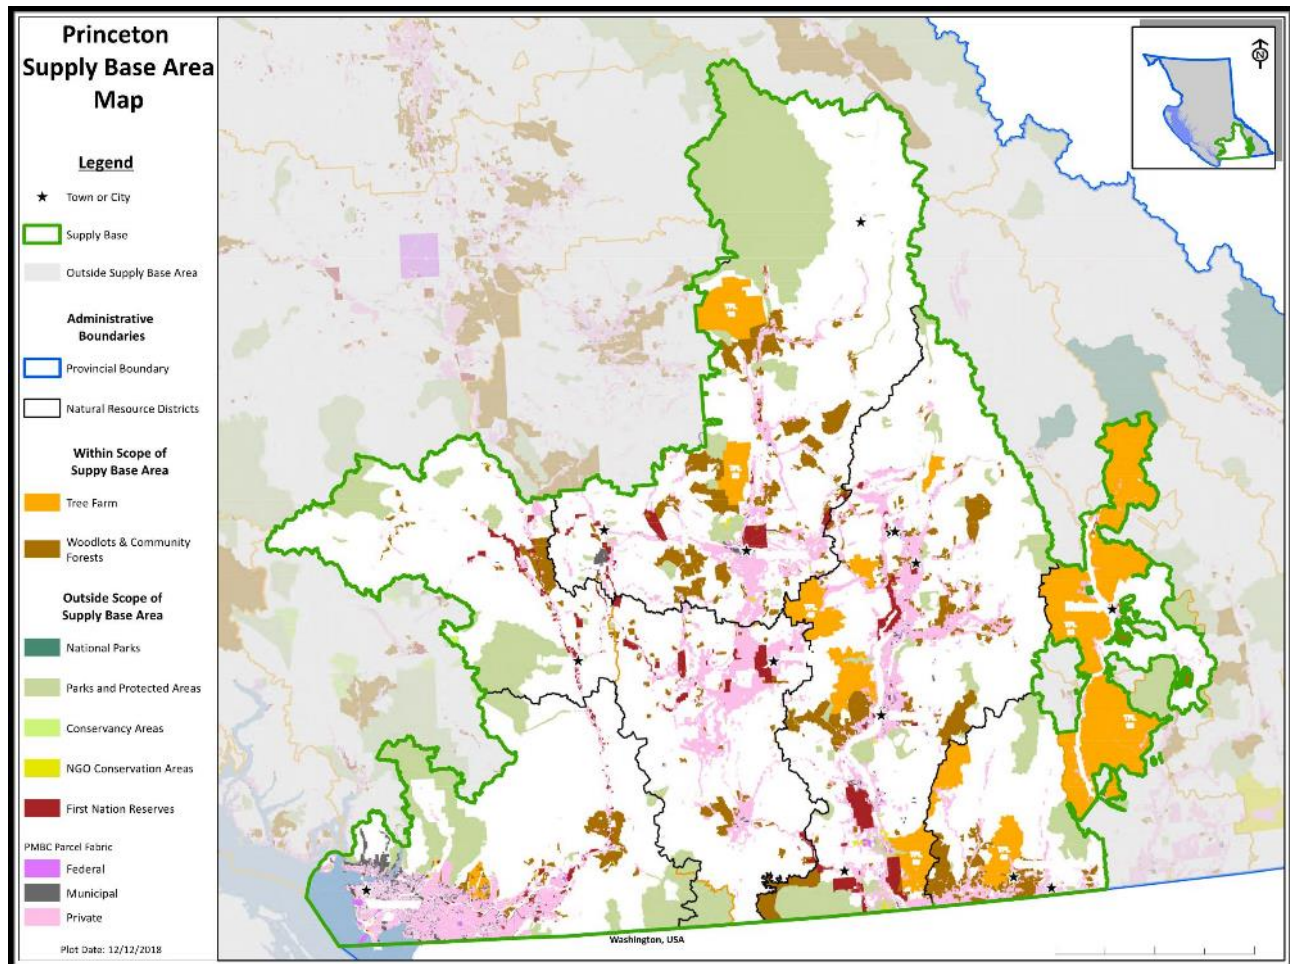 Princeton
Supply Base Area
Map
Legend
Town or City
Supply Base
Outside Supply Base Area
Administrative
Boundaries
Provincial Boundary
Natural Resource Districts
Within Scope of
Suppy Base Area
Tree Farm
Woodlots & Community
Forests
Outside Scope of
Supply Base Area
National Parks
Parks and Protected Areas
Conservancy Areas
NGO Conservation Areas
First Nation Reserves
PMBC Parcel Fabric
Federal
Municipal
Private
Plot Date: 12/12/2018
Washington, USA